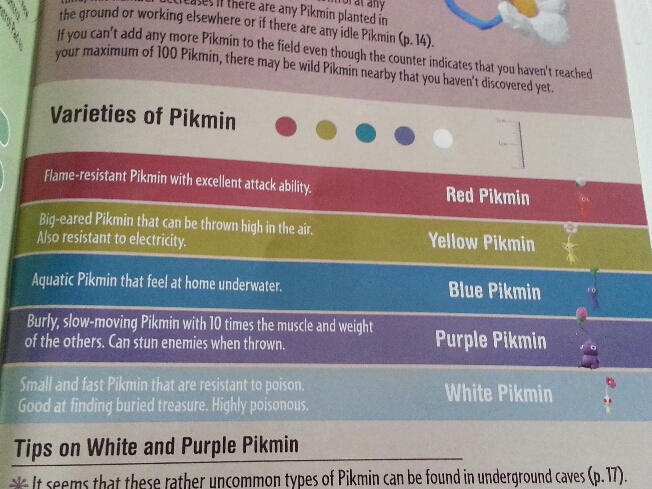 if there are any Pikmin planted in
the ground or working elsewhere or if there are any idle Pikmin (p.14).
If you can't add any more Pikmin to the field even though the counter indicates that you haven't reached
your maximum of 100 Pikmin, there may be wild Pikmin nearby that you haven't discovered yet.
Varieties of Pikmin
Flame-resistant Pikmin with excellent attack ability.
Red Pikmin
Big-eared Pikmin that can be thrown high in the air.
Also resistant to electricity.
Yellow Pikmin
Aquatic Pikmin that feel at home underwater.
Blue Pikmin
Burly, slow-moving Pikmin with 10 times the muscle and weight
of the others. Can stun enemies when thrown.
Purple Pikmin
Small and fast Pikmin that are resistant to poison.
Good at finding buried treasure. Highly poisonous.
White Pikmin
Tips on White and Purple Pikmin
It seems that these rather uncommon types of Pikmin can be found in underground caves (p.17).